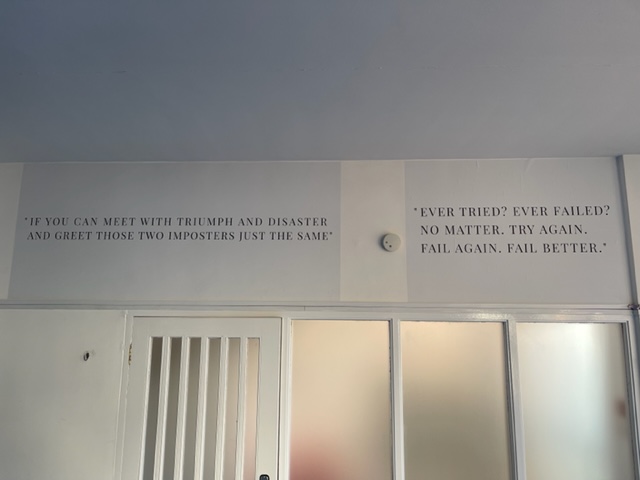 "IF YOU CAN MEET WITH TRIUMPH AND DISASTER
AND GREET THOSE TWO IMPOSTERS JUST THE SAME"
"EVER TRIED? EVER FAILED?
NO MATTER. TRY AGAIN.
FAIL AGAIN. FAIL BETTER."